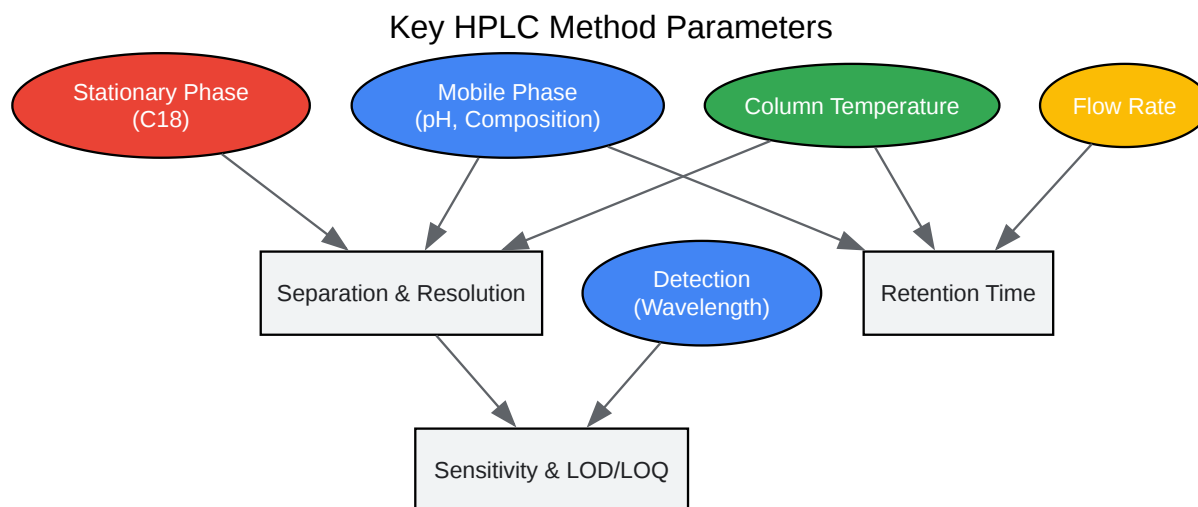 Key HPLC Method Parameters
Stationary Phase
(C18)
Mobile Phase
(pH, Composition)
Column Temperature
Flow Rate
Separation & Resolution
Detection
(Wavelength)
Retention Time
Sensitivity & LOD/LOQ